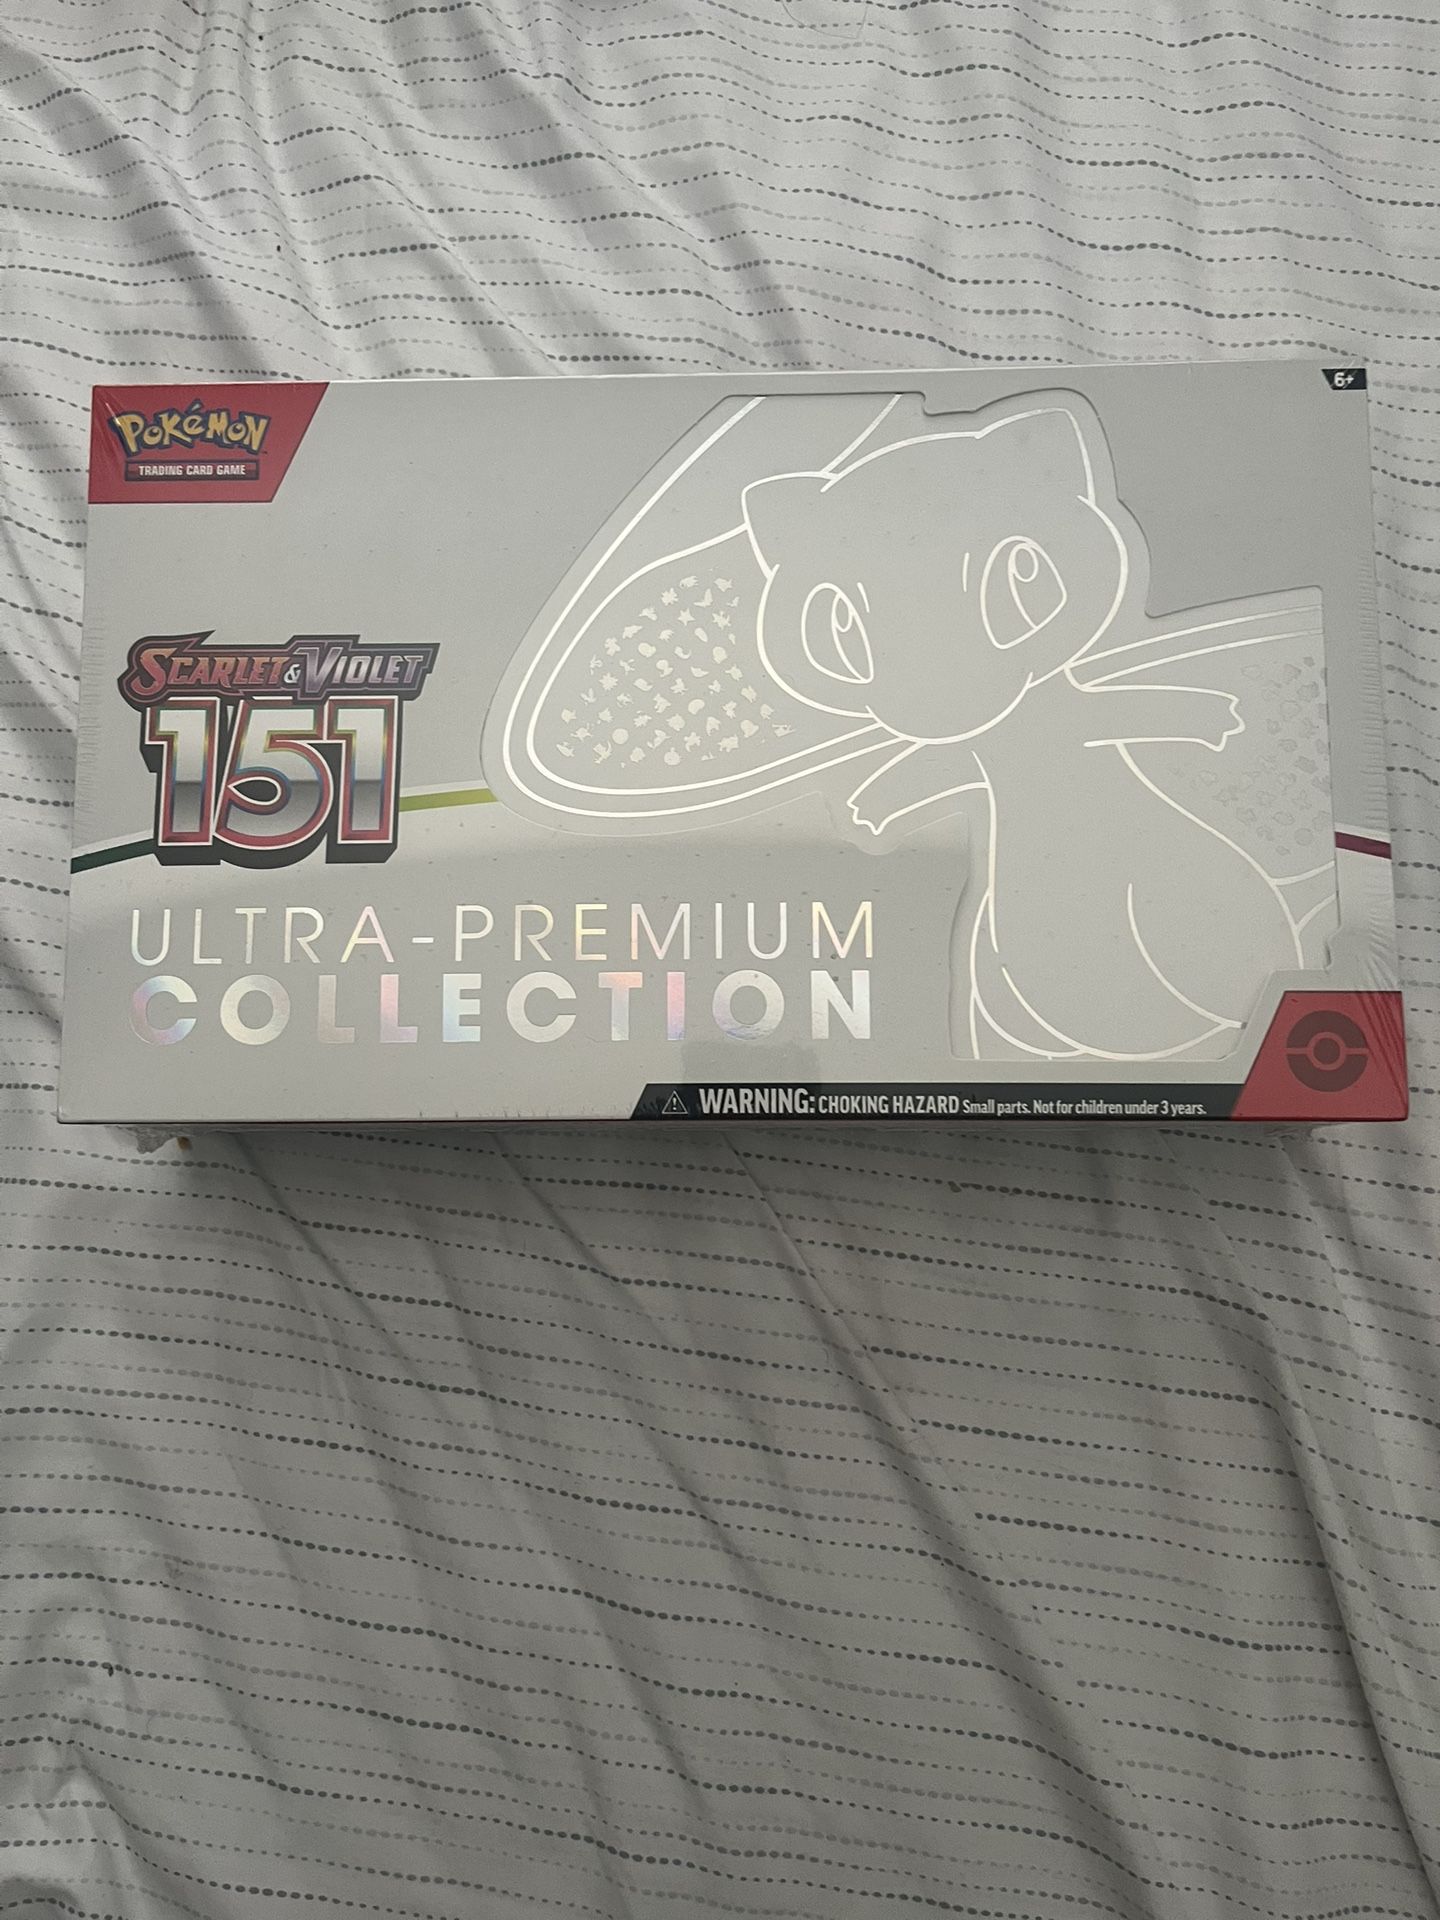 POKéMON
TRADING CARD GAME
6+
SCARLET & VIOLET
151
ULTRA-PREMIUM
COLLECTION
WARNING: CHOKING HAZARD Small parts. Not for children under 3 years.